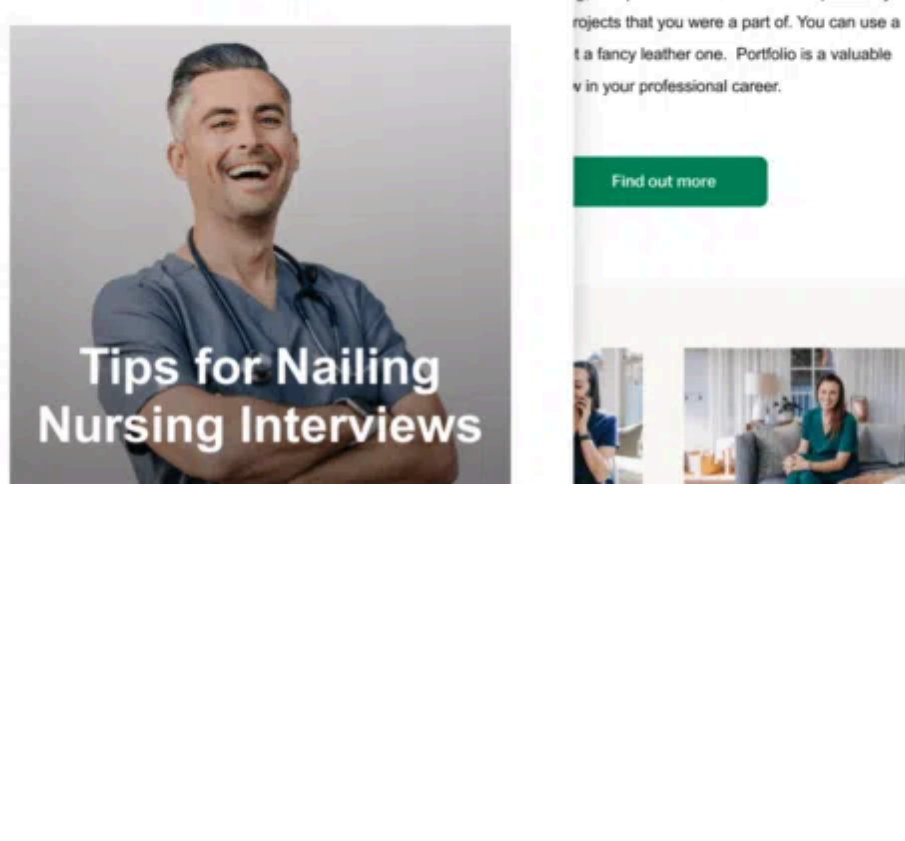 Tips for Nailing
Nursing Interviews
rojects that you were a part of. You can use a
t a fancy leather one. Portfolio is a valuable
in your professional career.
Find out more